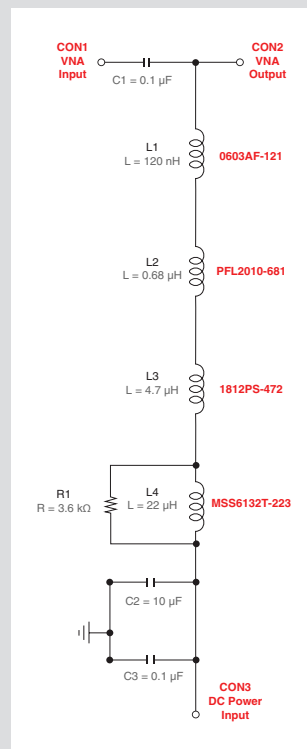 CON1
VNA
Input
CON2
VNA
Output
C1 = 0.1 µF
L1
L = 120 nH
0603AF-121
L2
L = 0.68 µH
PFL2010-681
L3
L = 4.7 µH
1812PS-472
R1
R = 3.6 kΩ
L4
L = 22 µH
MSS6132T-223
C2 = 10 µF
C3 = 0.1 µF
CON3
DC Power
Input